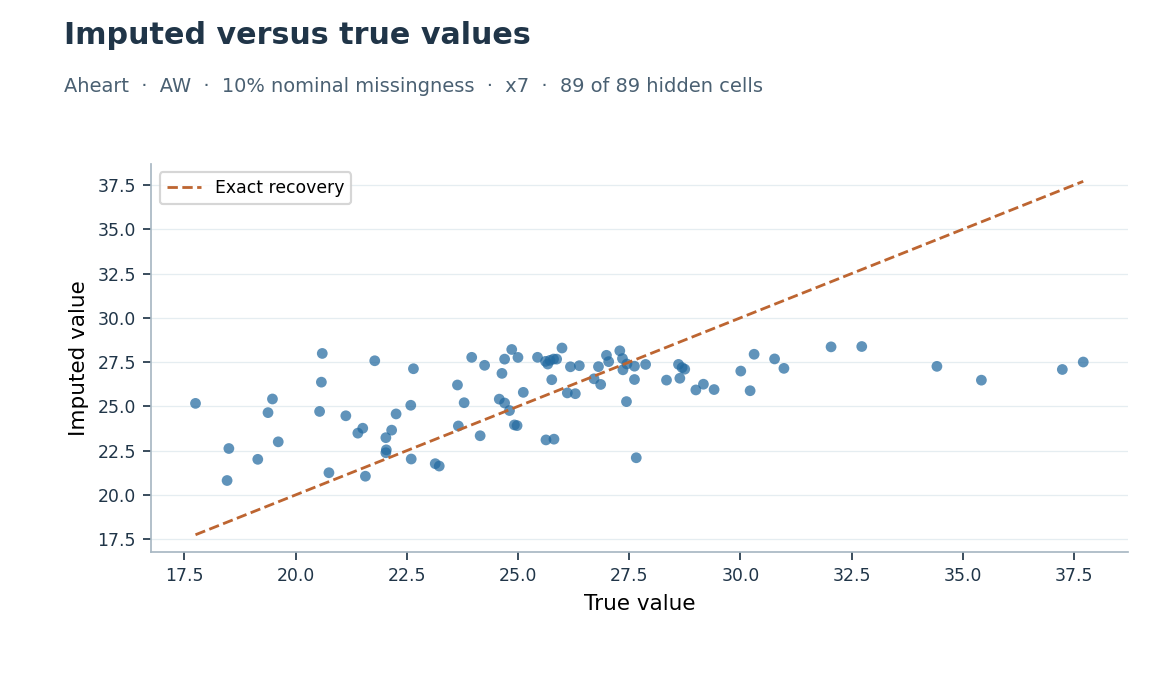 Imputed versus true values
Aheart · AW · 10% nominal missingness · x7 · 89 of 89 hidden cells
Exact recovery
37.5
35.0
32.5
30.0
27.5
25.0
22.5
20.0
17.5
Imputed value
17.5 20.0 22.5 25.0 27.5 30.0 32.5 35.0 37.5
True value